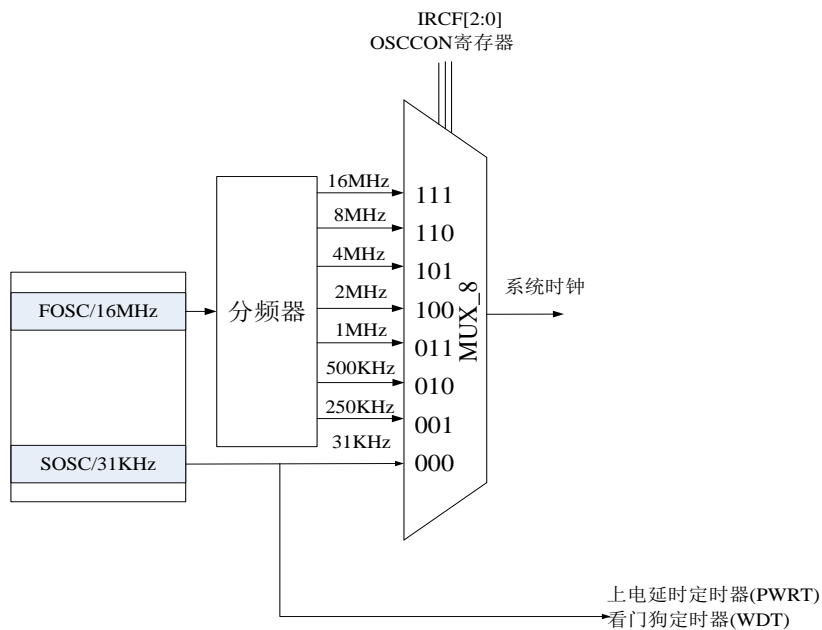 IRCF[2:0]
OSCCON寄存器
16MHz
111
8MHz
110
4MHz
101
FOSC/16MHz
分频器
2MHz
100
MUX_8
系统时钟
1MHz
011
500KHz
010
250KHz
001
SOSC/31KHz
31KHz
000
上电延时定时器(PWRT)
看门狗定时器(WDT)